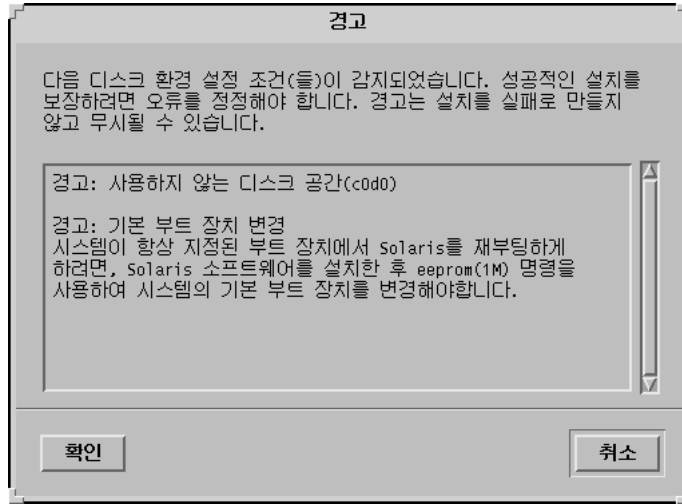 경고
다음 디스크 환경 설정 조건(들)이 감지되었습니다. 성공적인 설치를
보장하려면 오류를 정정해야 합니다. 경고는 설치를 실패로 만들지
않고 무시될 수 있습니다.
경고: 사용하지 않는 디스크 공간(c0d0)
경고: 기본 부트 장치 변경
시스템이 항상 지정된 부트 장치에서 Solaris를 재부팅하게
하려면, Solaris 소프트웨어를 설치한 후 eeprom(1M) 명령을
사용하여 시스템의 기본 부트 장치를 변경해야합니다.
확인
취소